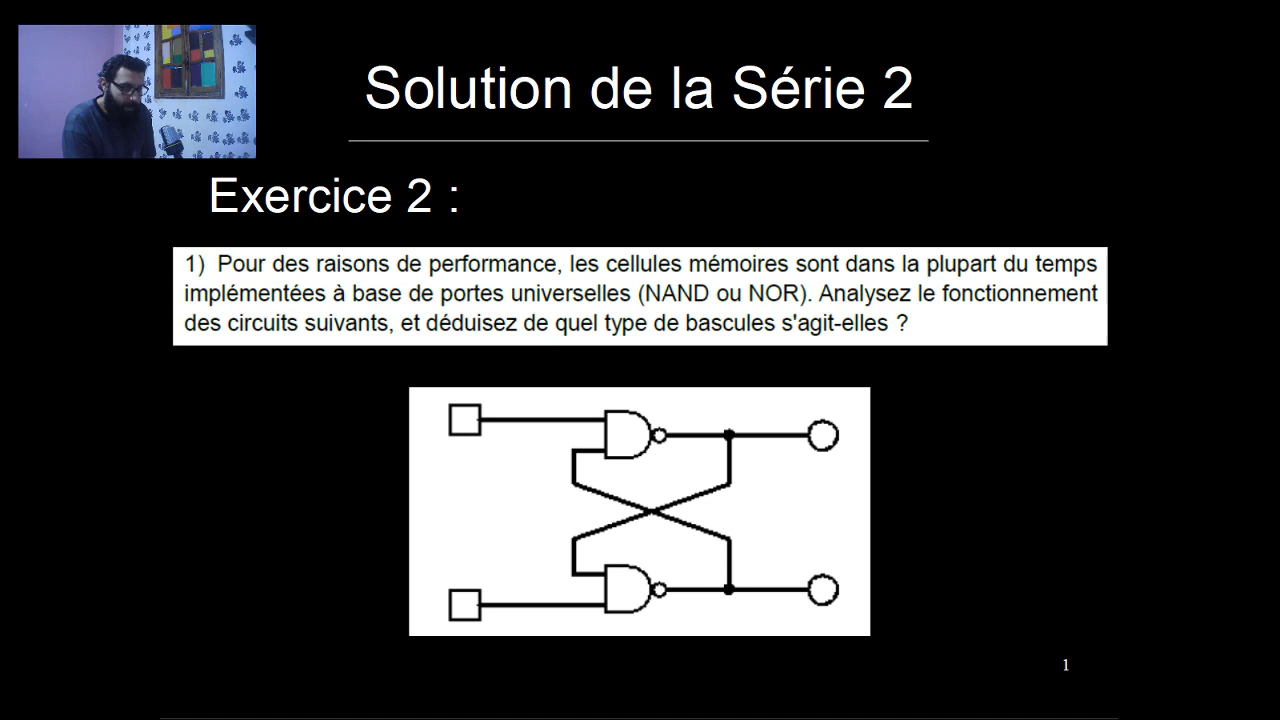 Solution de la Série 2
Exercice 2 :
1)  Pour des raisons de performance, les cellules mémoires sont dans la plupart du temps
implémentées à base de portes universelles (NAND ou NOR). Analysez le fonctionnement
des circuits suivants, et déduisez de quel type de bascules s'agit-elles ?
1